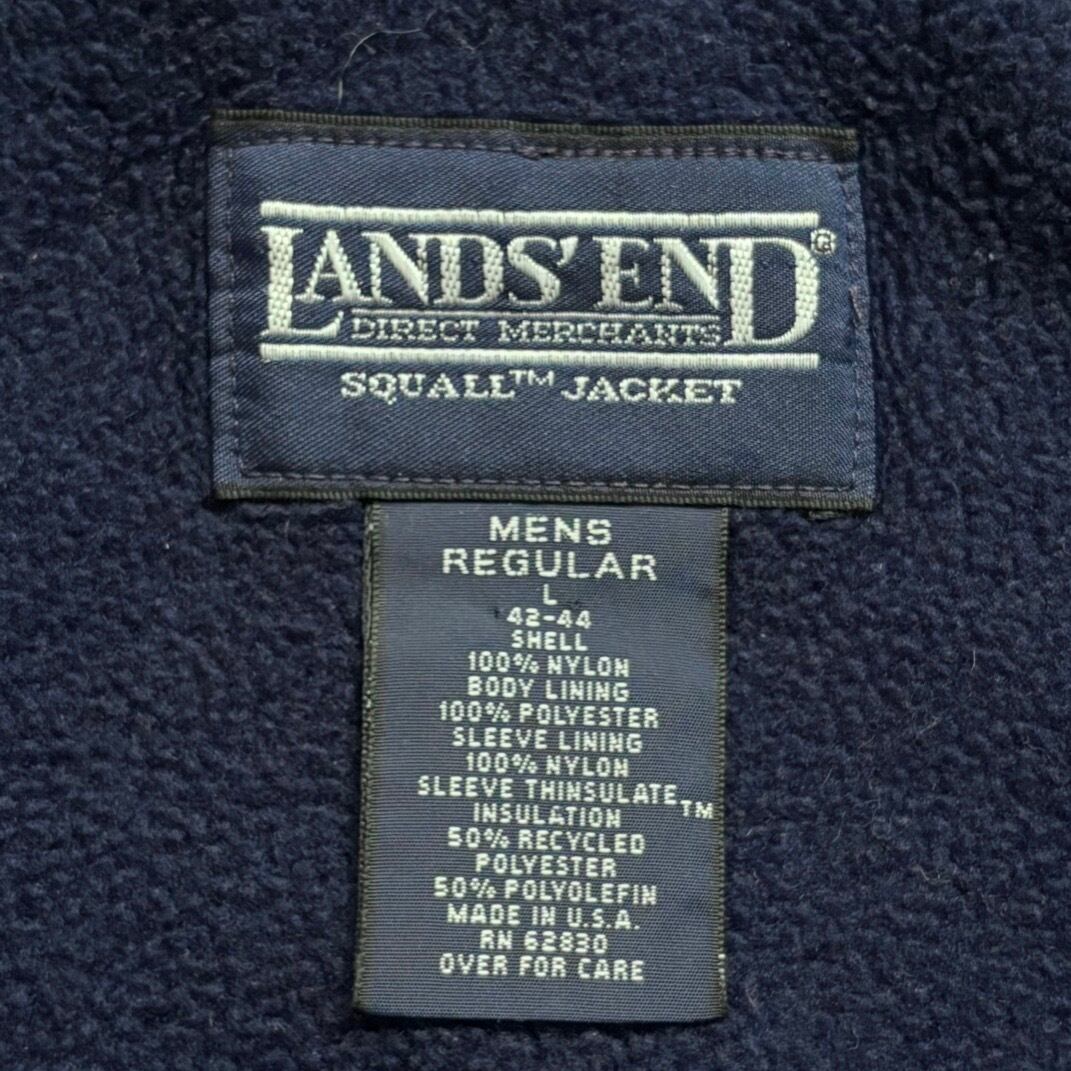 LANDS' END®
DIRECT MERCHANTS
SQUALL™ JACKET
MENS
REGULAR
L
42-44
SHELL
100% NYLON
BODY LINING
100% POLYESTER
SLEEVE LINING
100% NYLON
SLEEVE THINSULATE™
INSULATION
50% RECYCLED
POLYESTER
50% POLYOLEFIN
MADE IN U.S.A.
RN 62830
OVER FOR CARE